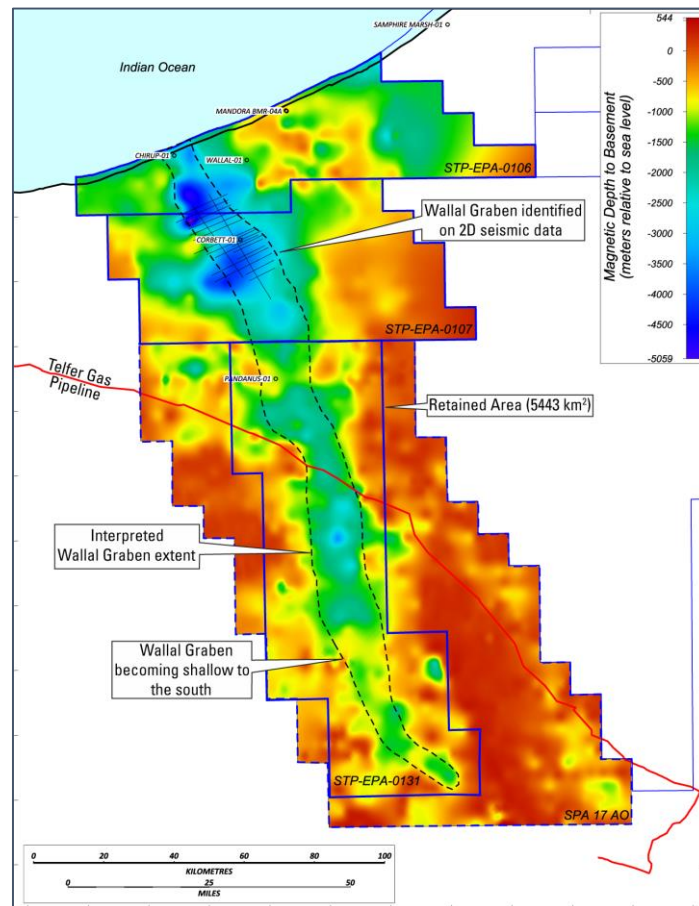 SAMPHIRE MARSH-01
Indian Ocean
MANDORA BMR-04A
CHIRUP-01
WALLAL-01
STP-EPA-0106
Wallal Graben identified
on 2D seismic data
CORBETT-01
STP-EPA-0107
Telfer Gas
Pipeline
PANDANUS-01
Retained Area (5443 km²)
Interpreted
Wallal Graben extent
Wallal Graben
becoming shallow to
the south
STP-EPA-0131
SPA 17 AO
0 20 40 60 80 100
KILOMETRES
0 25 50
MILES
Magnetic Depth to Basement
(meters relative to sea level)
544
0
-500
-1000
-1500
-2000
-2500
-3000
-3500
-4000
-4500
-5059